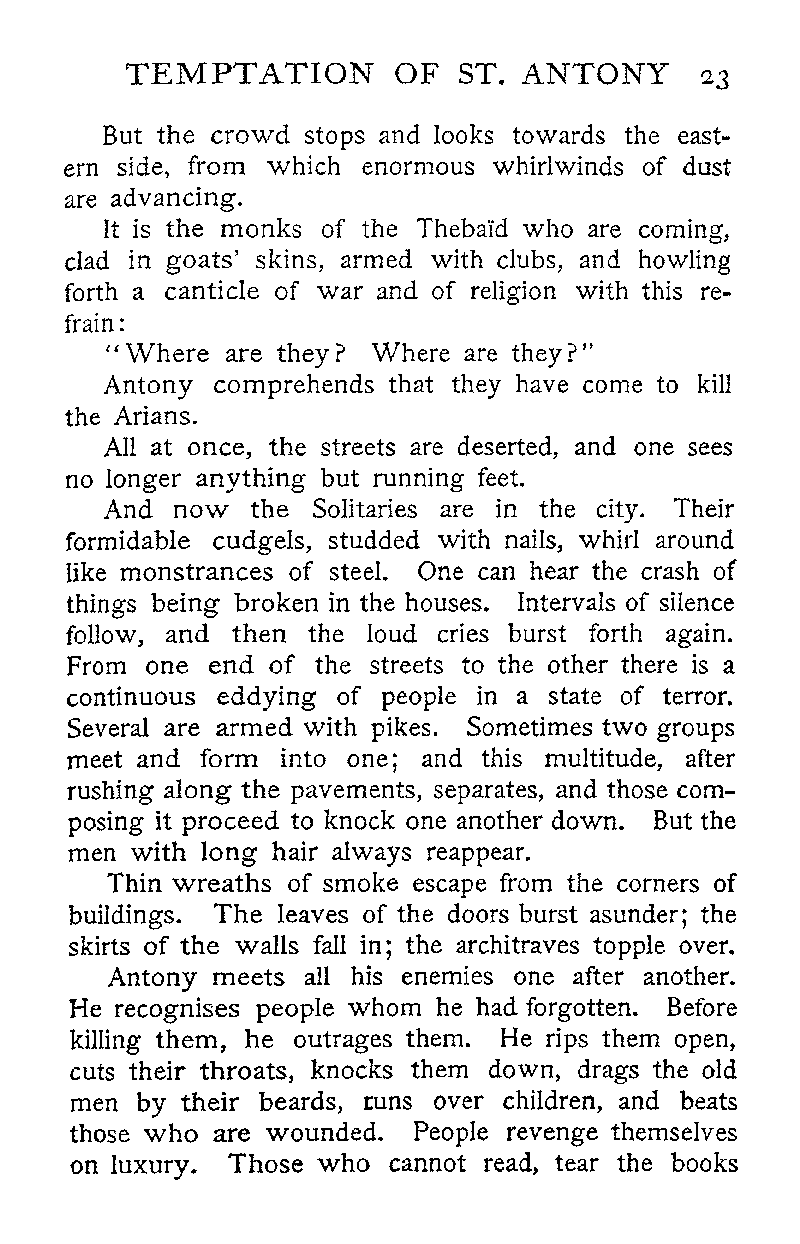 TEMPTATION OF ST. ANTONY 23
But the crowd stops and looks towards the east-
ern side, from which enormous whirlwinds of dust
are advancing.
It is the monks of the Thebaïd who are coming,
clad in goats' skins, armed with clubs, and howling
forth a canticle of war and of religion with this re-
frain:
"Where are they? Where are they?"
Antony comprehends that they have come to kill
the Arians.
All at once, the streets are deserted, and one sees
no longer anything but running feet.
And now the Solitaries are in the city. Their
formidable cudgels, studded with nails, whirl around
like monstrances of steel. One can hear the crash of
things being broken in the houses. Intervals of silence
follow, and then the loud cries burst forth again.
From one end of the streets to the other there is a
continuous eddying of people in a state of terror.
Several are armed with pikes. Sometimes two groups
meet and form into one; and this multitude, after
rushing along the pavements, separates, and those com-
posing it proceed to knock one another down. But the
men with long hair always reappear.
Thin wreaths of smoke escape from the corners of
buildings. The leaves of the doors burst asunder; the
skirts of the walls fall in; the architraves topple over.
Antony meets all his enemies one after another.
He recognises people whom he had forgotten. Before
killing them, he outrages them. He rips them open,
cuts their throats, knocks them down, drags the old
men by their beards, runs over children, and beats
those who are wounded. People revenge themselves
on luxury. Those who cannot read, tear the books